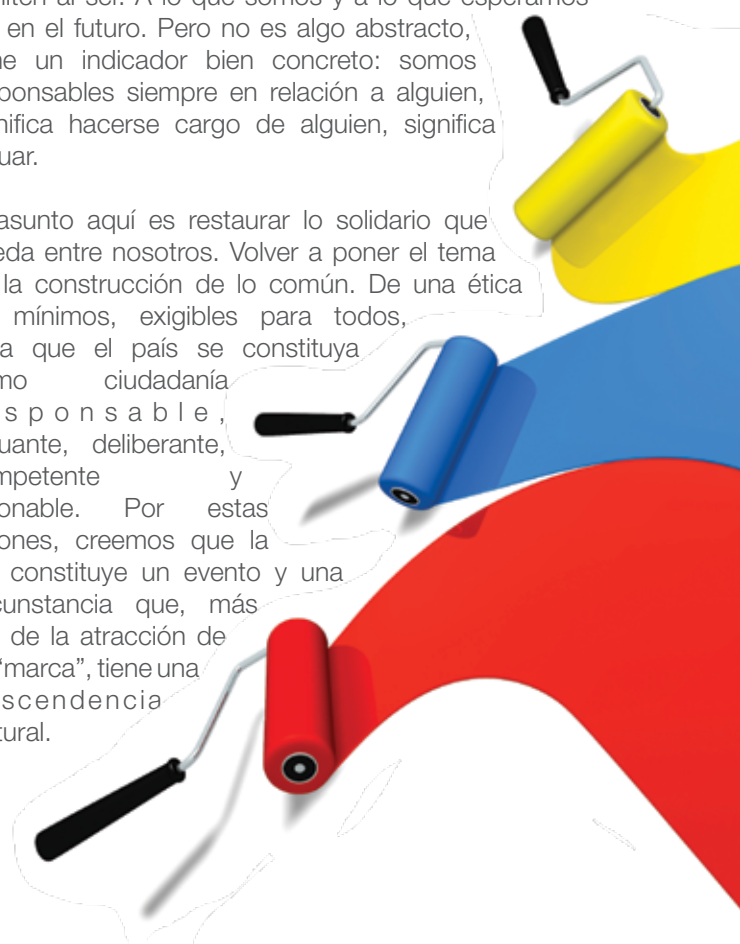 miten al ser. A lo que somos y a lo que esperamos
en el futuro. Pero no es algo abstracto,
ne un indicador bien concreto: somos
ponsables siempre en relación a alguien,
nifica hacerse cargo de alguien, significa
uar.
asunto aquí es restaurar lo solidario que
eda entre nosotros. Volver a poner el tema
la construcción de lo común. De una ética
mínimos, exigibles para todos,
a que el país se constituya
mo ciudadanía
sponsable,
uante, deliberante,
mpetente y
onable. Por estas
ones, creemos que la
constituye un evento y una
cunstancia que, más
de la atracción de
“marca”, tiene una
scendencia
tural.